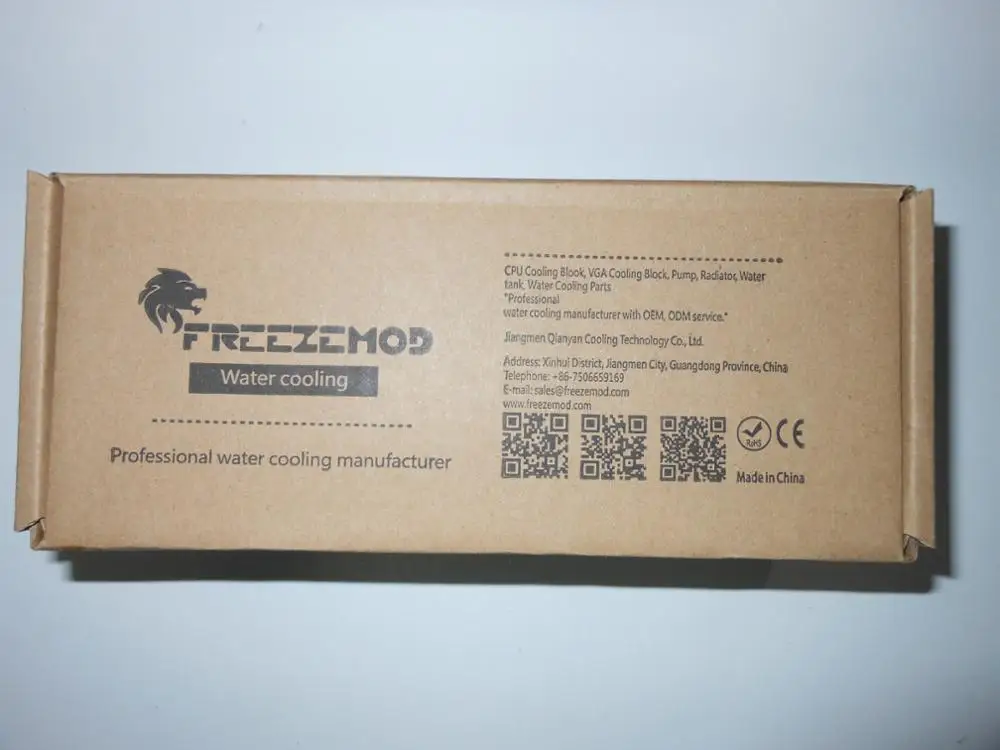 FREEZEMOD
Water cooling
Professional water cooling manufacturer
CPU Cooling Blook, VGA Cooling Block, Pump, Radiator, Water
tank, Water Cooling Parts
"Professional
water cooling manufacturer with OEM, ODM service."
Jiangmen Qianyan Cooling Technology Co., Ltd.
Address: Xinhui District, Jiangmen City, Guangdong Province, China
Telephone: +86-7506659169
E-mail: sales@freezemod.com
www.freezemod.com
RoHS CE
Made in China